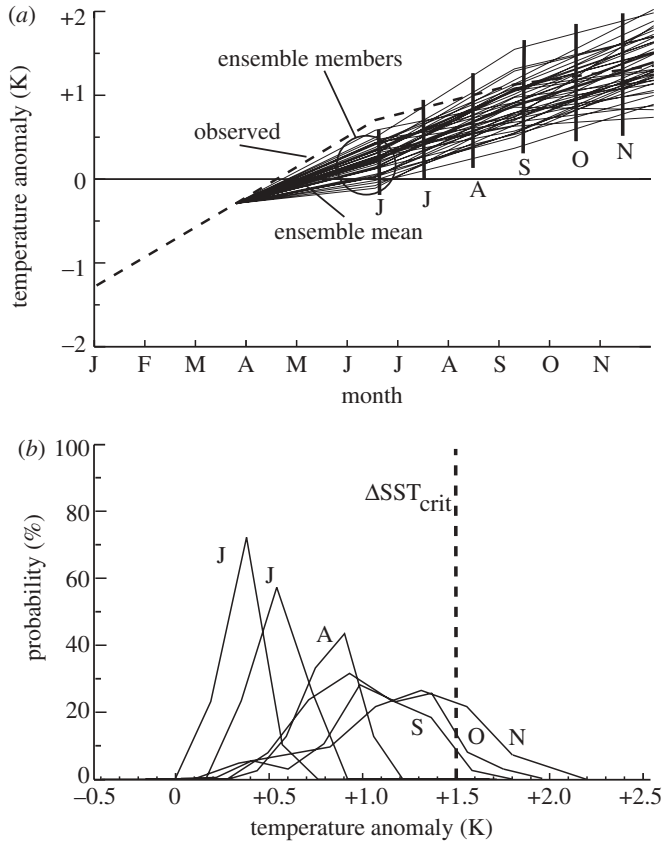 (a)
+2
+1
0
−1
−2
temperature anomaly (K)
ensemble members
observed
ensemble mean
J
J
A
S
O
N
J F M A M J J A S O N
month
(b)
100
80
60
40
20
0
probability (%)
ΔSSTcrit
J
J
A
S
O
N
−0.5 0 +0.5 +1.0 +1.5 +2.0 +2.5
temperature anomaly (K)